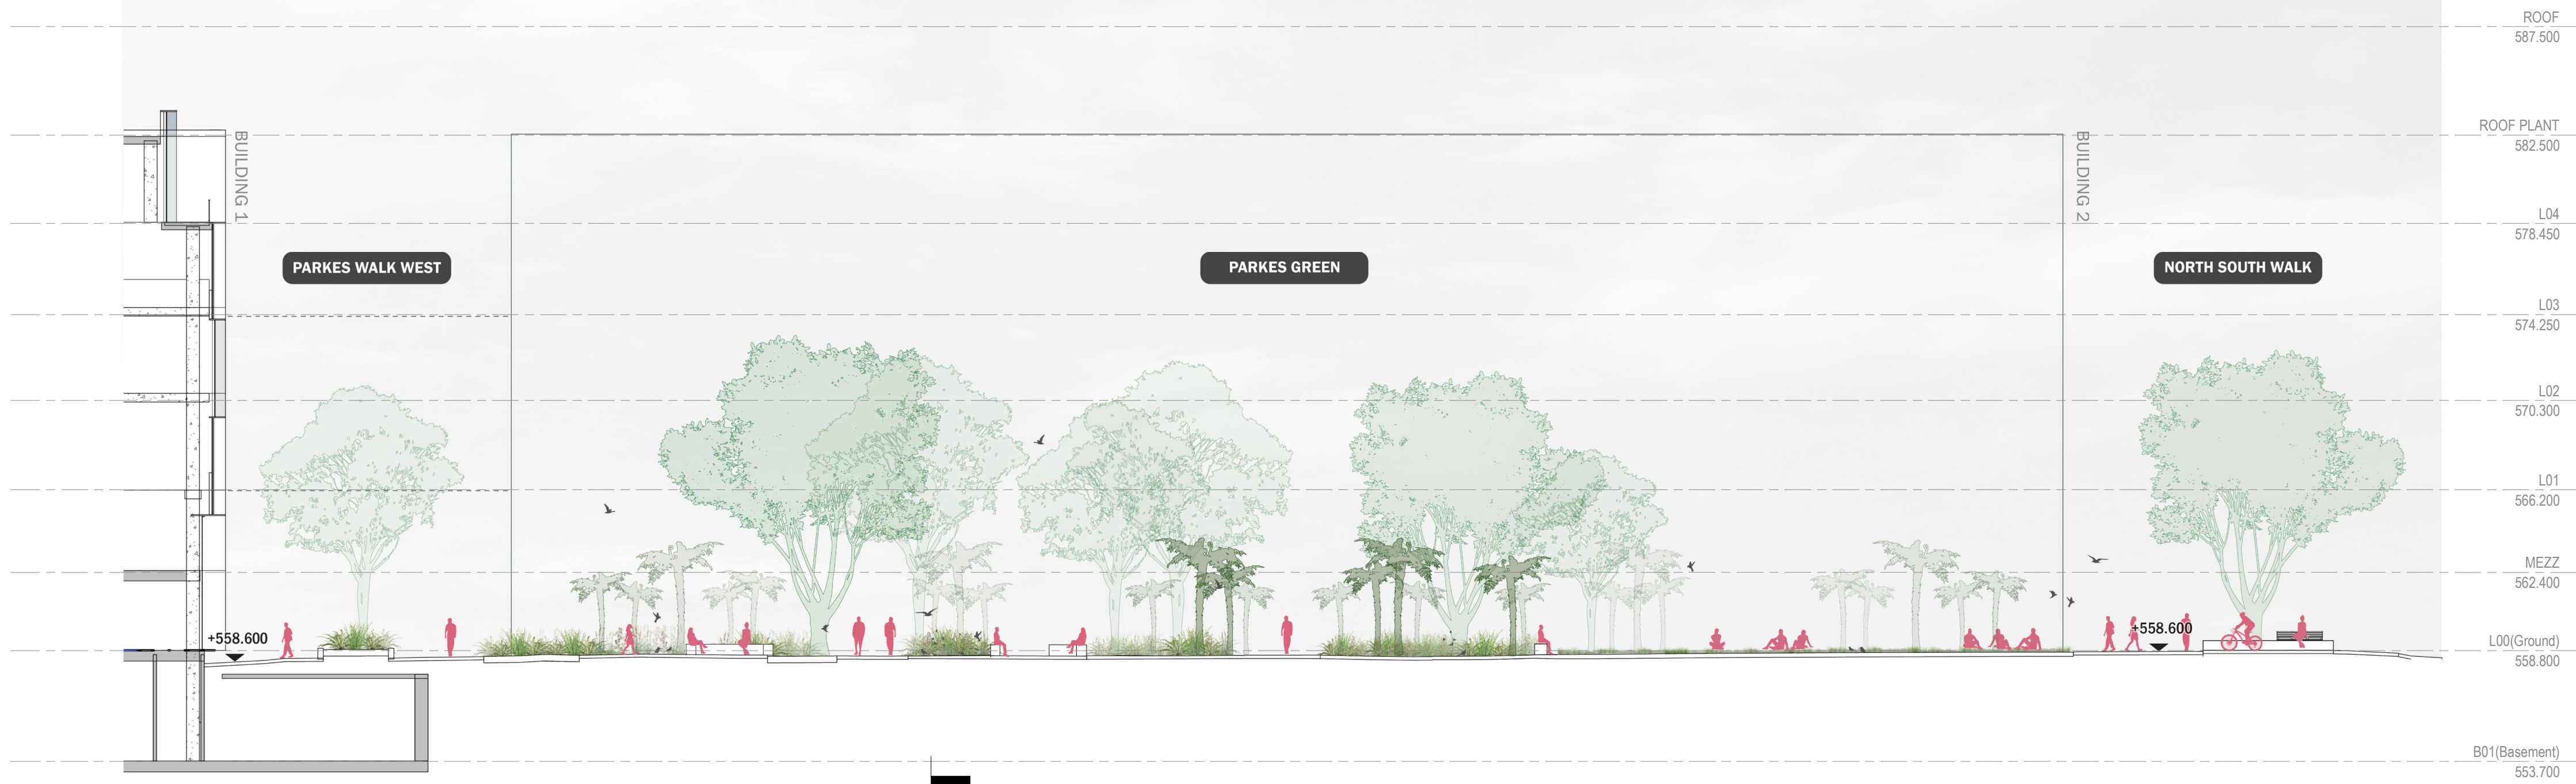 ROOF
587.500
ROOF PLANT
582.500
BUILDING 1
BUILDING 2
L04
578.450
PARKES WALK WEST
PARKES GREEN
NORTH SOUTH WALK
L03
574.250
L02
570.300
L01
566.200
MEZZ
562.400
+558.600
+558.600
L00(Ground)
558.800
B01(Basement)
553.700